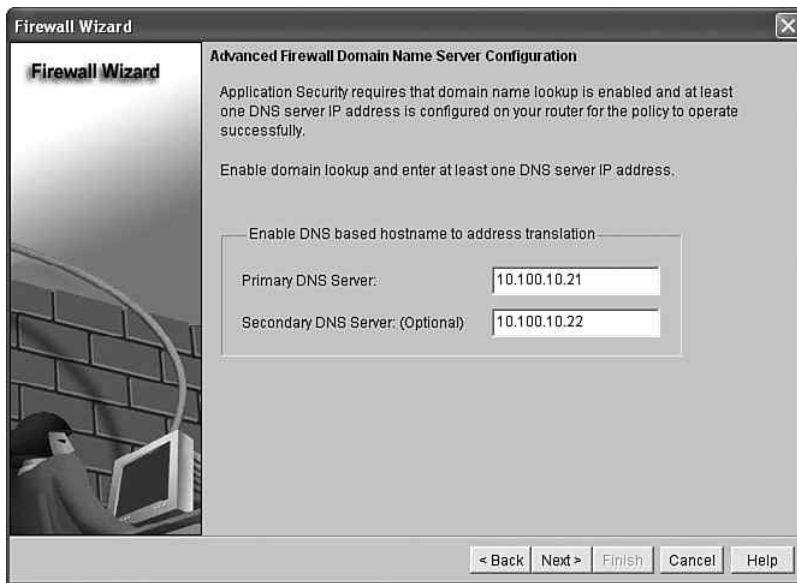 Firewall Wizard
Firewall Wizard
Advanced Firewall Domain Name Server Configuration
Application Security requires that domain name lookup is enabled and at least
one DNS server IP address is configured on your router for the policy to operate
successfully.
Enable domain lookup and enter at least one DNS server IP address.
Enable DNS based hostname to address translation
Primary DNS Server: 10.100.10.21
Secondary DNS Server: (Optional) 10.100.10.22
< Back Next > Finish Cancel Help